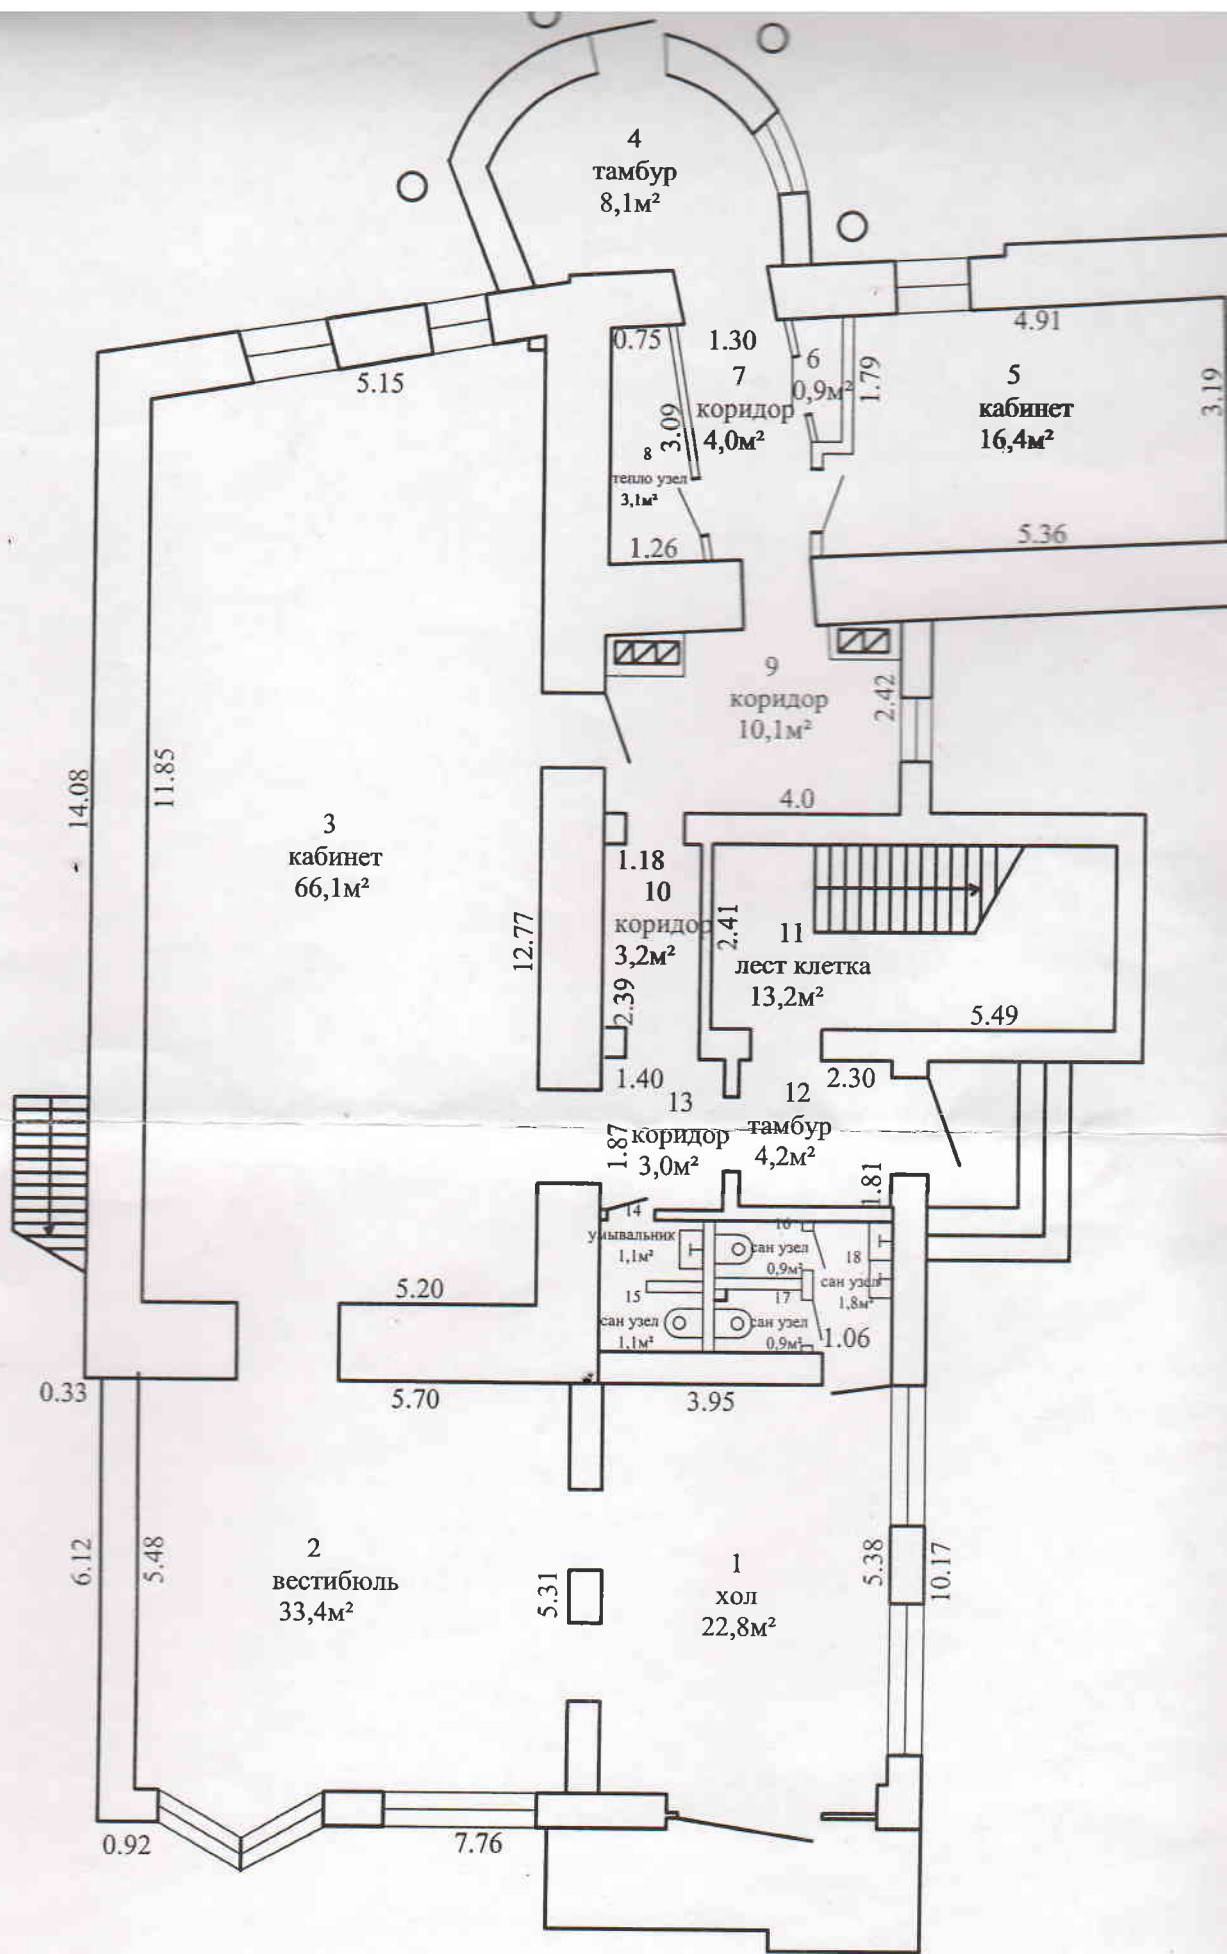 4
тамбур
8,1м²
0.75
1.30
7
коридор
4,0м²
6
0,9м²
1.79
4.91
5
кабинет
16,4м²
3.19
5.15
3.09
8
тепло узел
3,1м²
1.26
5.36
9
коридор
10,1м²
2.42
4.0
14.08
11.85
3
кабинет
66,1м²
12.77
1.18
10
коридор
3,2м²
2.39
2.41
11
лест клетка
13,2м²
5.49
1.40
13
коридор
3,0м²
1.87
2.30
12
тамбур
4,2м²
1.81
14
умывальник
1,1м²
16
сан узел
0,9м²
18
сан узел
1,8м²
15
сан узел
1,1м²
17
сан узел
0,9м²
1.06
5.20
0.33
5.70
3.95
6.12
5.48
2
вестибюль
33,4м²
5.31
1
хол
22,8м²
5.38
10.17
0.92
7.76